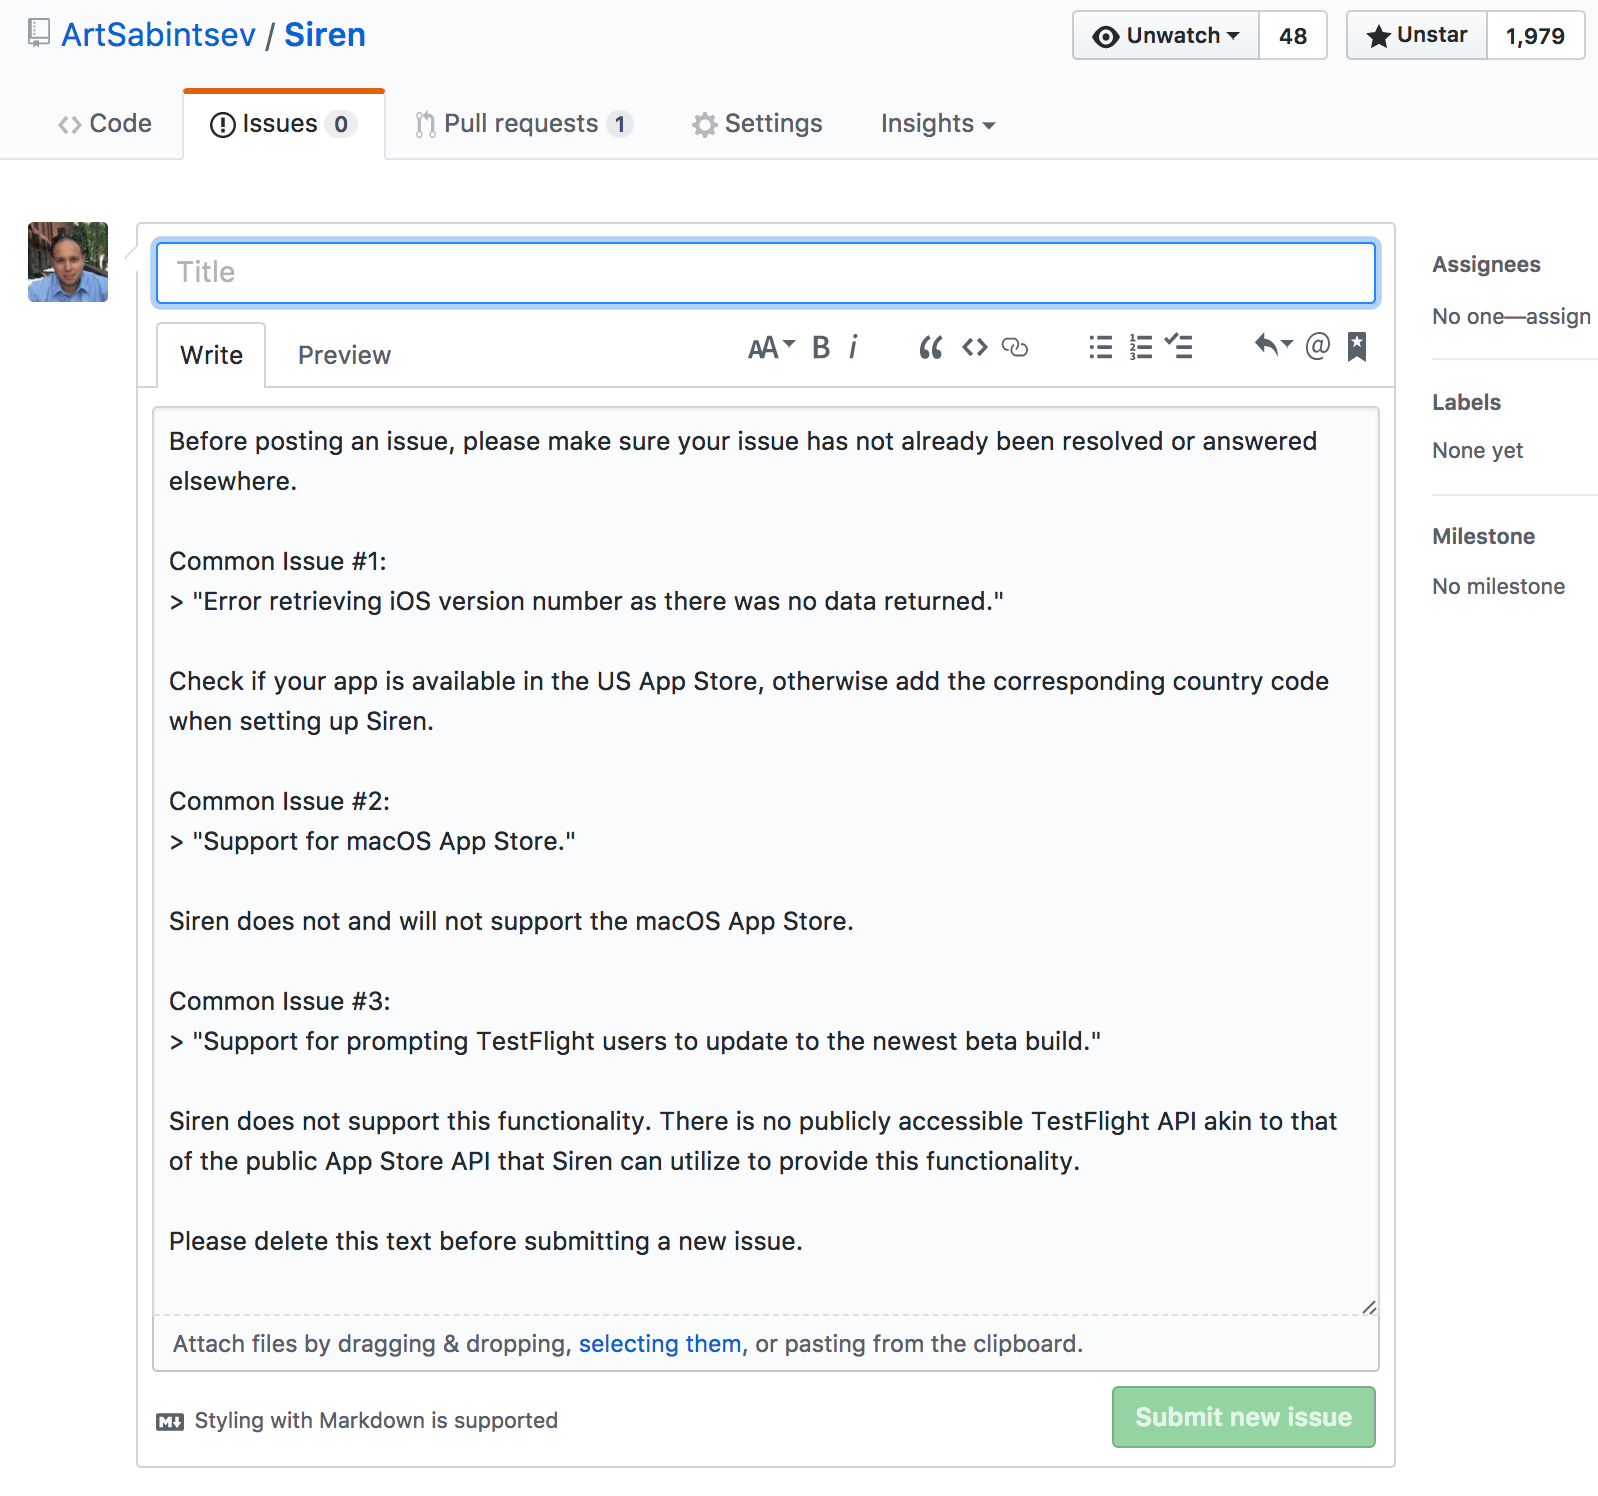 ArtSabintsev / Siren
Unwatch 48
Unstar 1,979
Code
Issues 0
Pull requests 1
Settings
Insights
Title
Write
Preview
AA B i
Before posting an issue, please make sure your issue has not already been resolved or answered
elsewhere.
Common Issue #1:
> "Error retrieving iOS version number as there was no data returned."
Check if your app is available in the US App Store, otherwise add the corresponding country code
when setting up Siren.
Common Issue #2:
> "Support for macOS App Store."
Siren does not and will not support the macOS App Store.
Common Issue #3:
> "Support for prompting TestFlight users to update to the newest beta build."
Siren does not support this functionality. There is no publicly accessible TestFlight API akin to that
of the public App Store API that Siren can utilize to provide this functionality.
Please delete this text before submitting a new issue.
Attach files by dragging & dropping, selecting them, or pasting from the clipboard.
Styling with Markdown is supported
Submit new issue
Assignees
No one—assign
Labels
None yet
Milestone
No milestone